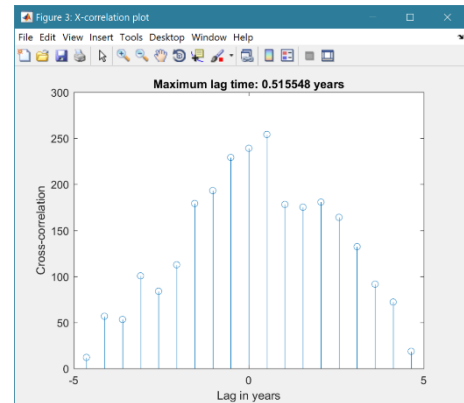 Figure 3: X-correlation plot
File Edit View Insert Tools Desktop Window Help
Maximum lag time: 0.515548 years
300
250
200
150
100
50
0
Cross-correlation
-5 0 5
Lag in years